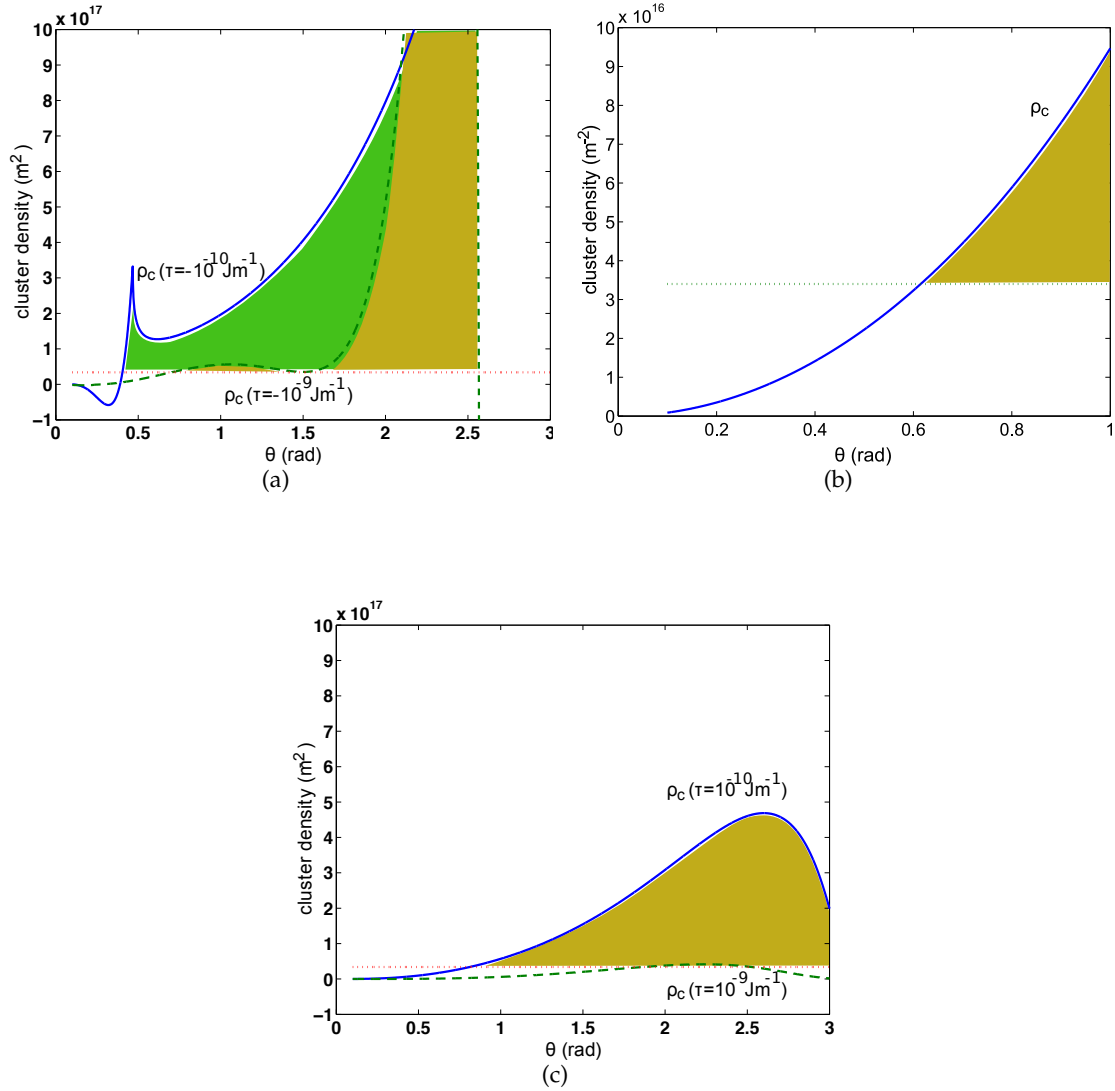 x 10^17
10
9
8
7
6
5
4
3
2
1
0
−1
cluster density (m^-2)
ρc (τ=-10^-10 Jm^-1)
ρc (τ=-10^-9 Jm^-1)
0 0.5 1 1.5 2 2.5 3
θ (rad)
(a)
x 10^16
10
9
8
7
6
5
4
3
2
1
0
cluster density (m^-2)
ρc
0 0.2 0.4 0.6 0.8 1
θ (rad)
(b)
x 10^17
10
9
8
7
6
5
4
3
2
1
0
−1
cluster density (m^-2)
ρc (τ=10^-10 Jm^-1)
ρc (τ=10^-9 Jm^-1)
0 0.5 1 1.5 2 2.5 3
θ (rad)
(c)